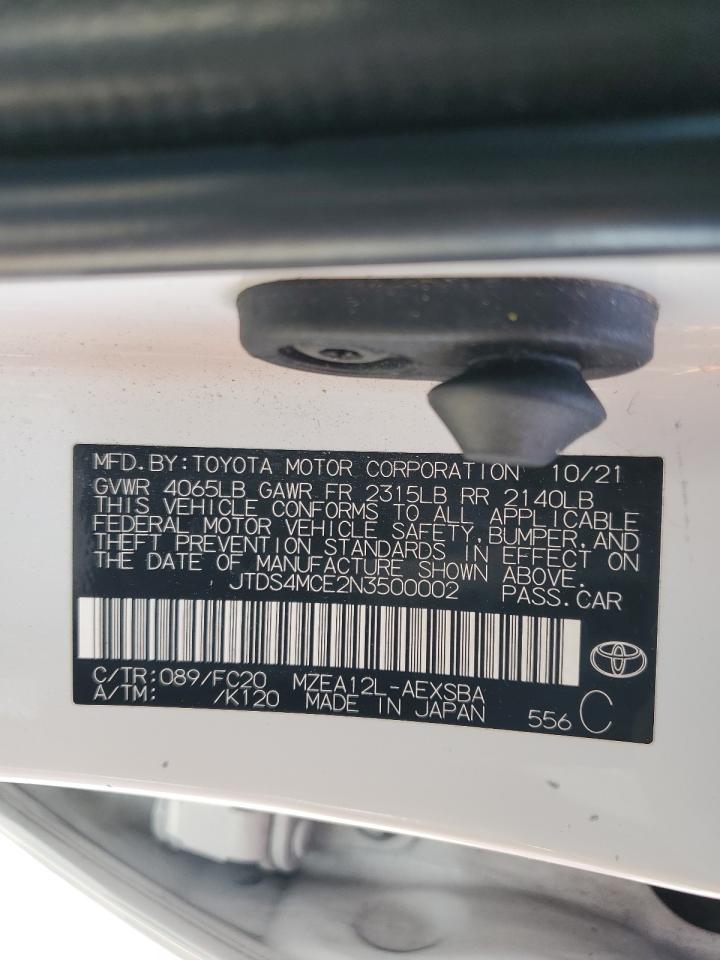 MFD. BY: TOYOTA MOTOR CORPORATION 10/21
GVWR 4065LB GAWR FR 2315LB RR 2140LB
THIS VEHICLE CONFORMS TO ALL APPLICABLE
FEDERAL MOTOR VEHICLE SAFETY, BUMPER, AND
THEFT PREVENTION STANDARDS IN EFFECT ON
THE DATE OF MANUFACTURE SHOWN ABOVE.
JTDS4MCE2N3500002 PASS. CAR
C/TR: 089/FC20 MZEA12L-AEXSBA
A/TM: /K120 MADE IN JAPAN 556 C